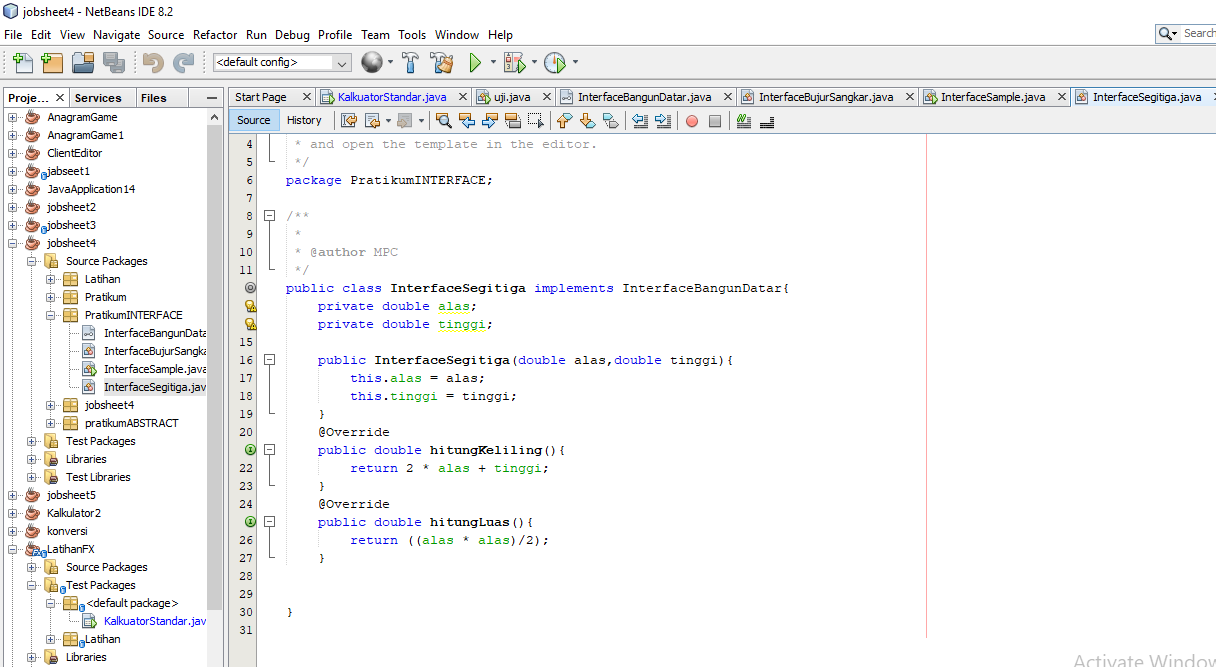 jobsheet4 - NetBeans IDE 8.2
File Edit View Navigate Source Refactor Run Debug Profile Team Tools Window Help
Search
<default config>
Proje... Services Files
Start Page KalkuatorStandar.java uji.java InterfaceBangunDatar.java InterfaceBujurSangkar.java InterfaceSample.java InterfaceSegitiga.java
Source History
AnagramGame
AnagramGame1
ClientEditor
jabseet1
JavaApplication14
jobsheet2
jobsheet3
jobsheet4
Source Packages
Latihan
Pratikum
PratikumINTERFACE
InterfaceBangunData
InterfaceBujurSangka
InterfaceSample.java
InterfaceSegitiga.jav
jobsheet4
pratikumABSTRACT
Test Packages
Libraries
Test Libraries
jobsheet5
Kalkulator2
konversi
LatihanFX
Source Packages
Test Packages
<default package>
KalkuatorStandar.jav
Latihan
Libraries
4 * and open the template in the editor.
5 */
6 package PratikumINTERFACE;
7
8 /**
9 *
10 * @author MPC
11 */
public class InterfaceSegitiga implements InterfaceBangunDatar{
private double alas;
private double tinggi;
15
16 public InterfaceSegitiga(double alas,double tinggi){
17 this.alas = alas;
18 this.tinggi = tinggi;
19 }
20 @Override
public double hitungKeliling(){
22 return 2 * alas + tinggi;
23 }
24 @Override
public double hitungLuas(){
26 return ((alas * alas)/2);
27 }
28
29
30 }
31
Activate Window